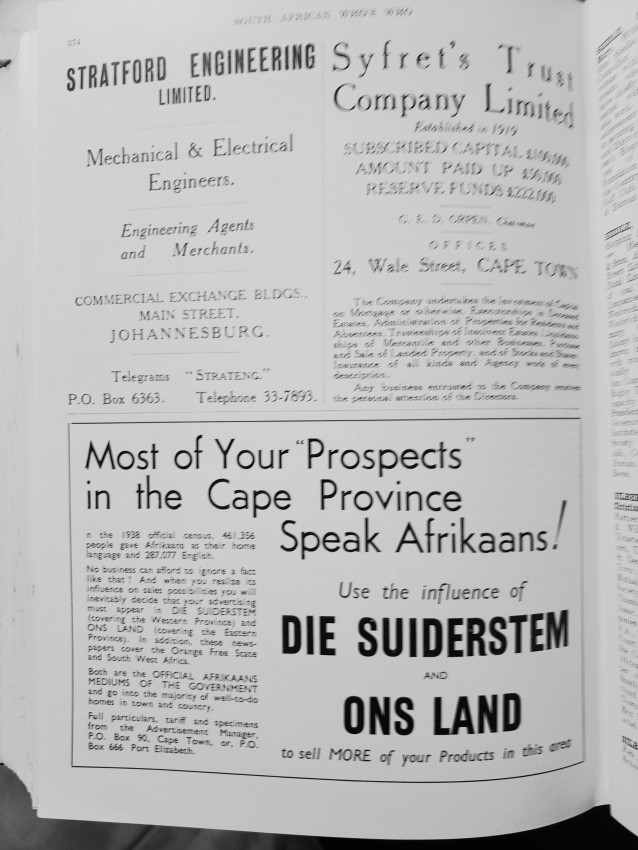 SOUTH AFRICAN WHO'S WHO
374
STRATFORD ENGINEERING
LIMITED.
Mechanical & Electrical
Engineers.
Engineering Agents
and Merchants.
COMMERCIAL EXCHANGE BLDGS.,
MAIN STREET,
JOHANNESBURG.
Telegrams "STRATENG."
P.O. Box 6363. Telephone 33-7893.
Syfret's Trust
Company Limited
Established in 1919
SUBSCRIBED CAPITAL
AMOUNT PAID UP
RESERVE FUNDS
OFFICES
24, Wale Street, CAPE TOWN
The Company undertakes the Investment of Capital
on Mortgage or otherwise, Executorships in Deceased
Estates, Administration of Properties for Residents and
Absentees, Trusteeships of Insolvent Estates, Liquidator-
ships of Mercantile and other Businesses, Purchase
and Sale of Landed Property, and of Stocks and Shares,
Insurance of all kinds and Agency work of every
description.
Any business entrusted to the Company receives
the personal attention of the Directors.
Most of Your "Prospects"
in the Cape Province
Speak Afrikaans!
n the 1938 official census, 461,356
people gave Afrikaans as their home
language and 287,077 English.
No business can afford to ignore a fact
like that! And when you realise its
influence on sales possibilities you will
inevitably decide that your advertising
must appear in DIE SUIDERSTEM
(covering the Western Province) and
ONS LAND (covering the Eastern
Province). In addition, these news-
papers cover the Orange Free State
and South West Africa.
Both are the OFFICIAL AFRIKAANS
MEDIUMS OF THE GOVERNMENT
and go into the majority of well-to-do
homes in town and country.
Full particulars, tariff and specimens
from the Advertisement Manager,
P.O. Box 90, Cape Town, or, P.O.
Box 666 Port Elizabeth.
Use the influence of
DIE SUIDERSTEM
AND
ONS LAND
to sell MORE of your Products in this area